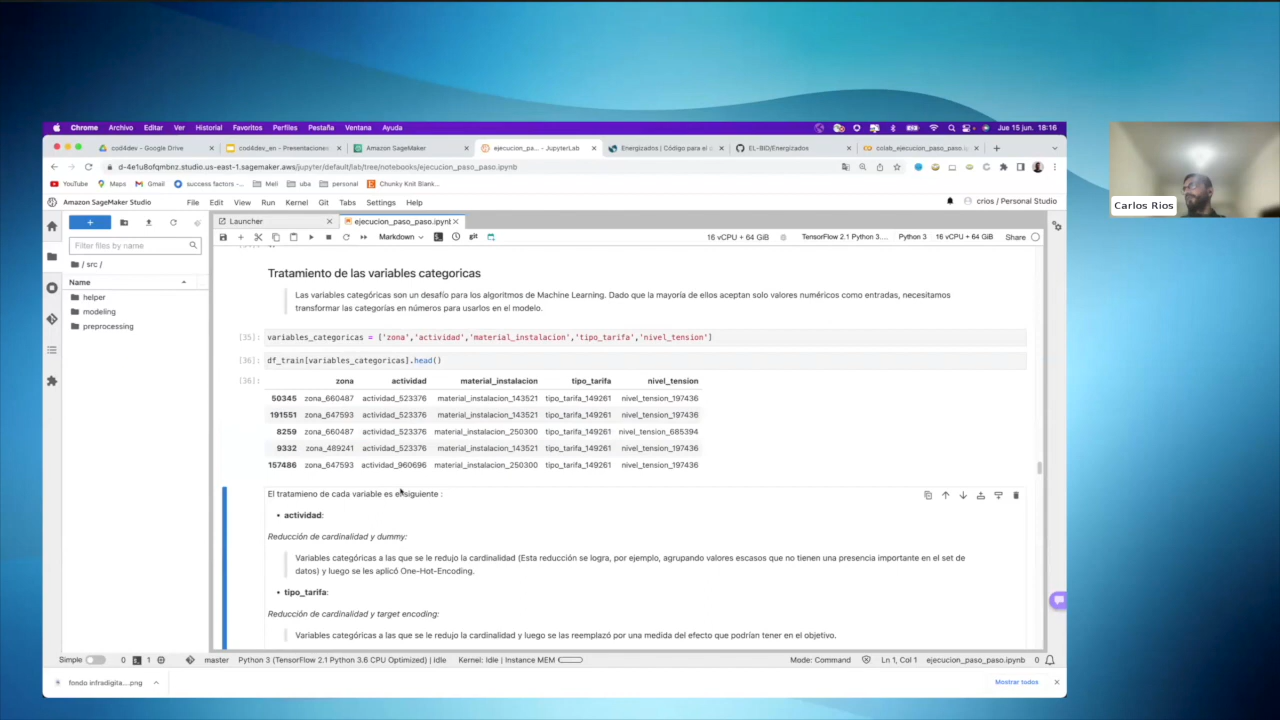 Chrome Archivo Editar Ver Historial Favoritos Perfiles Pestaña Ventana Ayuda
Jue 15 jun. 18:16
cod4dev - Google Drive
cod4dev_en - Presentaciones
Amazon SageMaker
ejecucion_pa... - JupyterLab
Energizados | Código para el d
EL-BID/Energizados
colab_ejecucion_paso_paso.i
d-4e1u8ofqmbnz.studio.us-east-1.sagemaker.aws/jupyter/default/lab/tree/notebooks/ejecucion_paso_paso.ipynb
YouTube Maps Gmail success factors -... Meli uba personal Chunky Knit Blank...
Amazon SageMaker Studio
File Edit View Run Kernel Git Tabs Settings Help
crios / Personal Studio
Launcher
ejecucion_paso_paso.ipynb
Filter files by name
Markdown
git
16 vCPU + 64 GiB
TensorFlow 2.1 Python 3....
Python 3
16 vCPU + 64 GiB
Share
/ src /
Name
helper
modeling
preprocessing
Tratamiento de las variables categoricas
Las variables categóricas son un desafío para los algoritmos de Machine Learning. Dado que la mayoría de ellos aceptan solo valores numéricos como entradas, necesitamos
transformar las categorías en números para usarlos en el modelo.
[35]: variables_categoricas = ['zona','actividad','material_instalacion','tipo_tarifa','nivel_tension']
[36]: df_train[variables_categoricas].head()
[36]: zona actividad material_instalacion tipo_tarifa nivel_tension
50345 zona_660487 actividad_523376 material_instalacion_143521 tipo_tarifa_149261 nivel_tension_197436
191551 zona_647593 actividad_523376 material_instalacion_143521 tipo_tarifa_149261 nivel_tension_197436
8259 zona_660487 actividad_523376 material_instalacion_250300 tipo_tarifa_149261 nivel_tension_685394
9332 zona_489241 actividad_523376 material_instalacion_143521 tipo_tarifa_149261 nivel_tension_197436
157486 zona_647593 actividad_960696 material_instalacion_250300 tipo_tarifa_149261 nivel_tension_197436
El tratamieno de cada variable es el siguiente :
• actividad:
Reducción de cardinalidad y dummy:
Variables categóricas a las que se le redujo la cardinalidad (Esta reducción se logra, por ejemplo, agrupando valores escasos que no tienen una presencia importante en el set de
datos) y luego se les aplicó One-Hot-Encoding.
• tipo_tarifa:
Reducción de cardinalidad y target encoding:
Variables categóricas a las que se le redujo la cardinalidad y luego se las reemplazó por una medida del efecto que podrían tener en el objetivo.
Simple 0 1 master Python 3 (TensorFlow 2.1 Python 3.6 CPU Optimized) | Idle Kernel: Idle | Instance MEM
Mode: Command Ln 1, Col 1 ejecucion_paso_paso.ipynb 0
fondo infradigita....png
Mostrar todos
Carlos Rios